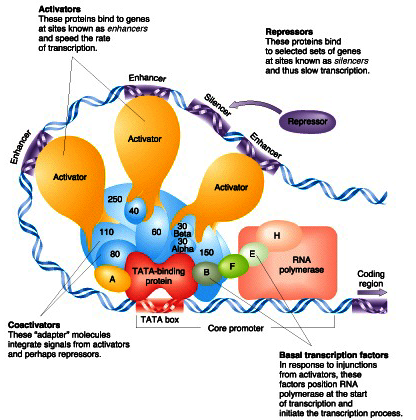 Activators
These proteins bind to genes
at sites known as enhancers
and speed the rate
of transcription.
Repressors
These proteins bind
to selected sets of genes
at sites known as silencers
and thus slow transcription.
Enhancer
Silencer
Repressor
Enhancer
Enhancer
Activator
Activator
Activator
250
40
110
60
30
Beta
30
Alpha
80
150
H
E
F
B
A
TATA-binding
protein
RNA
polymerase
Coding
region
TATA box
Core promoter
Coactivators
These "adapter" molecules
integrate signals from activators
and perhaps repressors.
Basal transcription factors
In response to injunctions
from activators, these
factors position RNA
polymerase at the start
of transcription and
initiate the transcription process.